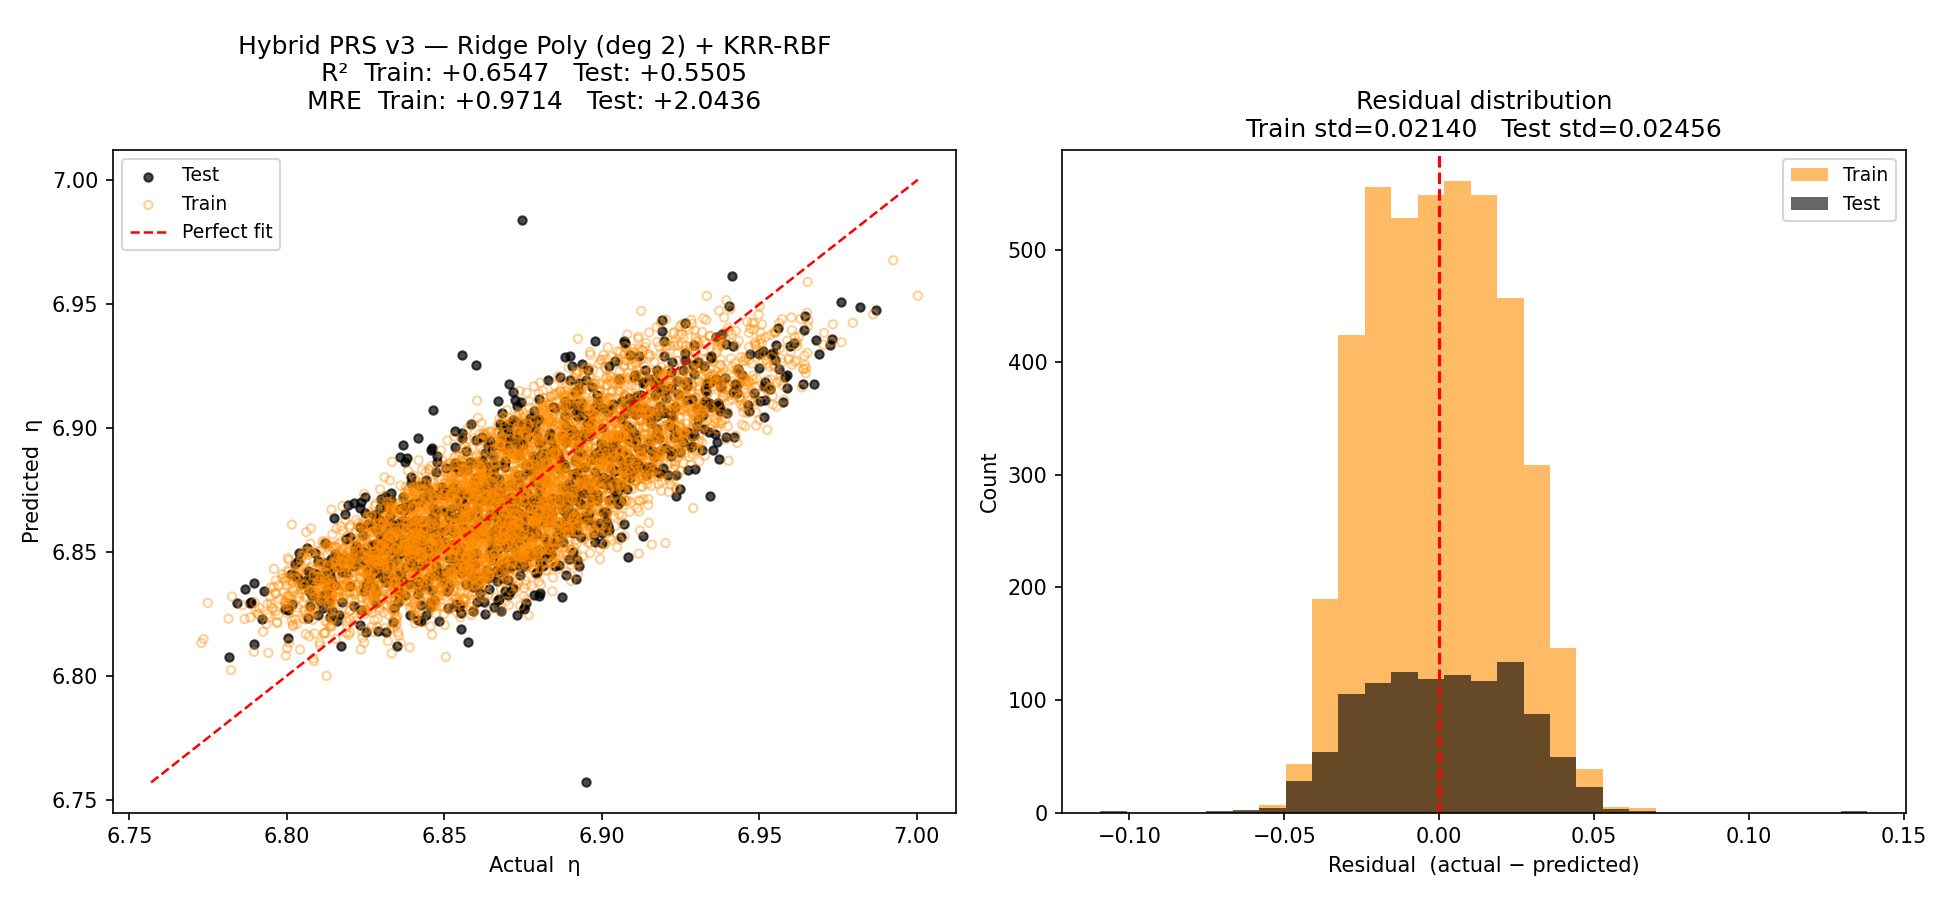 Hybrid PRS v3 — Ridge Poly (deg 2) + KRR-RBF
R²  Train: +0.6547   Test: +0.5505
MRE  Train: +0.9714   Test: +2.0436
Test
Train
Perfect fit
7.00
6.95
6.90
6.85
6.80
6.75
Predicted  η
6.75
6.80
6.85
6.90
6.95
7.00
Actual  η
Residual distribution
Train std=0.02140   Test std=0.02456
Train
Test
500
400
300
200
100
0
Count
−0.10
−0.05
0.00
0.05
0.10
0.15
Residual  (actual − predicted)